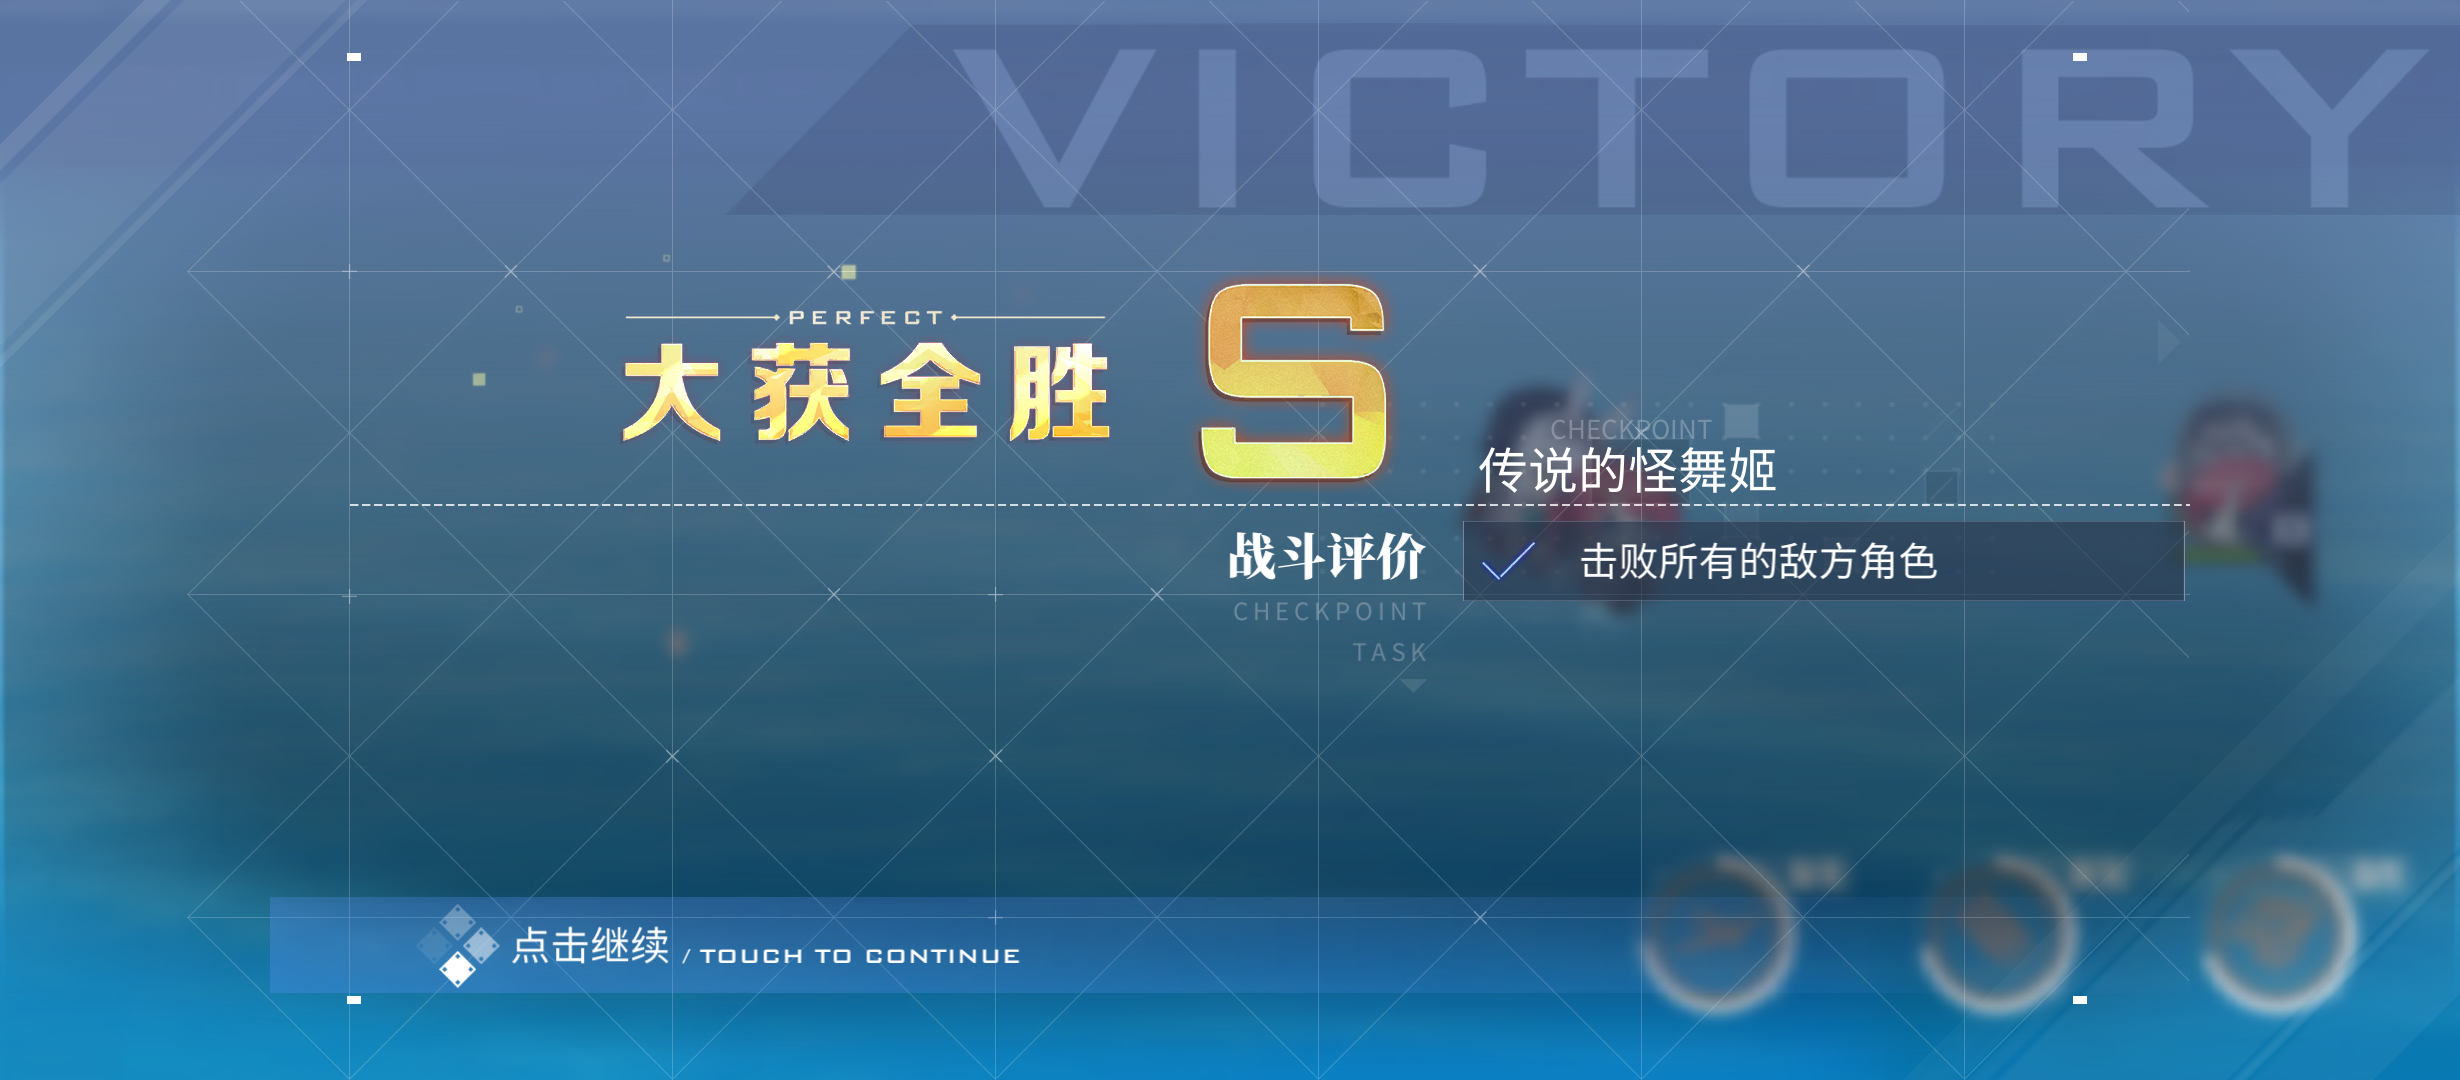 VICTORY
PERFECT
大获全胜 S
CHECKPOINT
传说的怪舞姬
战斗评价
击败所有的敌方角色
CHECKPOINT
TASK
点击继续 / TOUCH TO CONTINUE